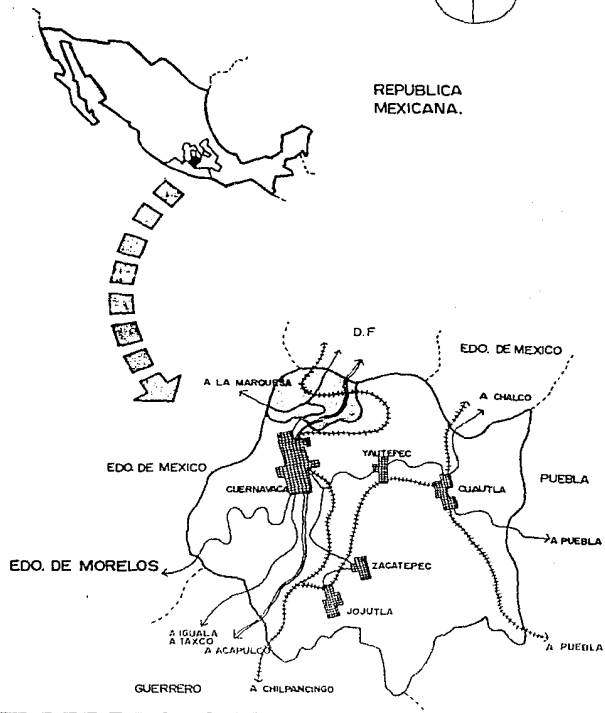 REPUBLICA
MEXICANA.
D.F
EDO. DE MEXICO
A LA MARQUESA
A CHALCO
YAUTEPEC
EDO. DE MEXICO
CUERNAVACA
CUAUTLA
PUEBLA
A PUEBLA
EDO. DE MORELOS
ZACATEPEC
JOJUTLA
A IGUALA
A TAXCO
A ACAPULCO
A PUEBLA
GUERRERO
A CHILPANCINGO